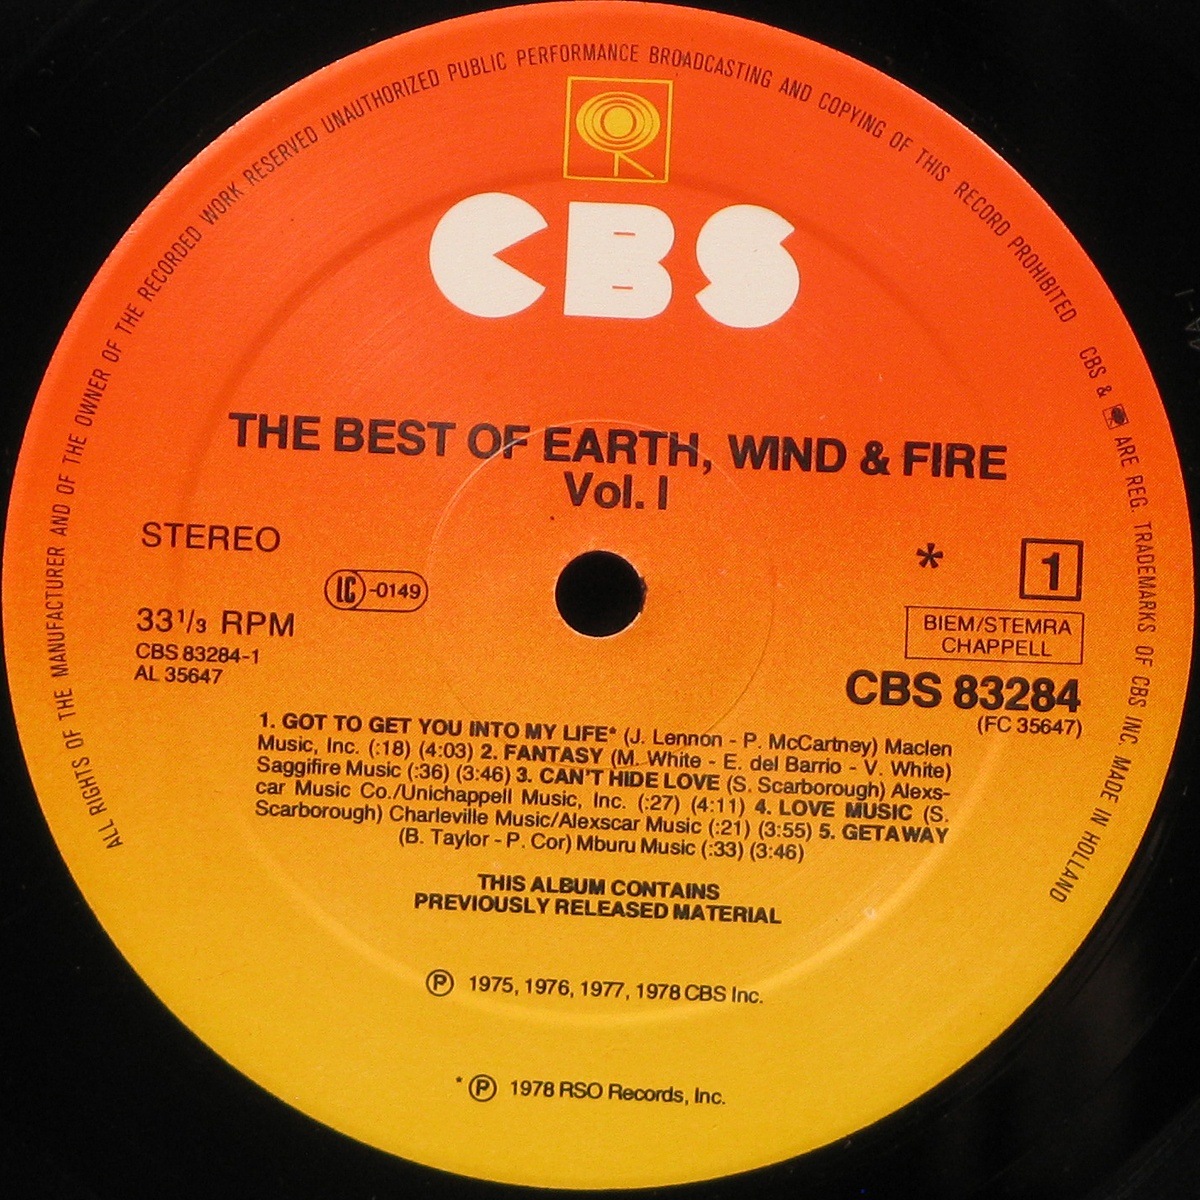 ALL RIGHTS OF THE MANUFACTURER AND OF THE OWNER OF THE RECORDED WORK RESERVED UNAUTHORIZED PUBLIC PERFORMANCE BROADCASTING AND COPYING OF THIS RECORD PROHIBITED CBS & ARE REG. TRADEMARKS OF CBS INC. MADE IN HOLLAND
CBS
THE BEST OF EARTH, WIND & FIRE
Vol. I
STEREO
LC-0149
33 1/3 RPM
CBS 83284-1
AL 35647
* 1
BIEM/STEMRA
CHAPPELL
CBS 83284
(FC 35647)
1. GOT TO GET YOU INTO MY LIFE* (J. Lennon - P. McCartney) Maclen
Music, Inc. (:18) (4:03) 2. FANTASY (M. White - E. del Barrio - V. White)
Saggifire Music (:36) (3:46) 3. CAN'T HIDE LOVE (S. Scarborough) Alexs-
car Music Co./Unichappell Music, Inc. (:27) (4:11) 4. LOVE MUSIC (S.
Scarborough) Charleville Music/Alexscar Music (:21) (3:55) 5. GETAWAY
(B. Taylor - P. Cor) Mburu Music (:33) (3:46)
THIS ALBUM CONTAINS
PREVIOUSLY RELEASED MATERIAL
Ⓟ 1975, 1976, 1977, 1978 CBS Inc.
* Ⓟ 1978 RSO Records, Inc.